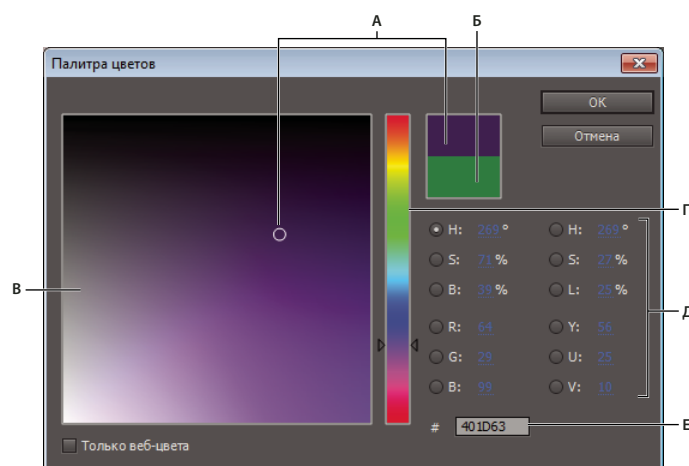 А Б
Палитра цветов
OK
Отмена
Г
H: 269 ° H: 269 °
S: 71 % S: 27 %
B: 39 % L: 25 %
В
Д
R: 64 Y: 56
G: 29 U: 25
B: 99 V: 10
# 401D63 Е
Только веб-цвета